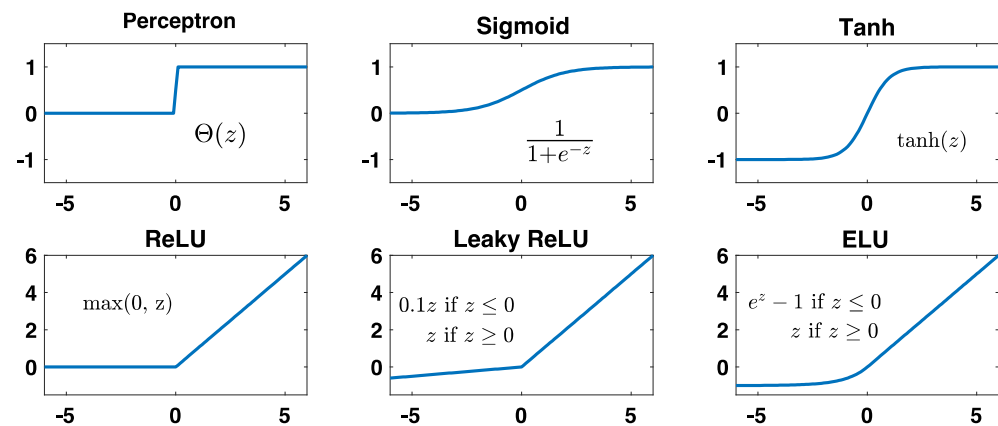 Perceptron
1
0
-1
Θ(z)
-5 0 5
Sigmoid
1
0
-1
1
1+e^{-z}
-5 0 5
Tanh
1
0
-1
tanh(z)
-5 0 5
ReLU
6
4
2
0
max(0, z)
-5 0 5
Leaky ReLU
6
4
2
0
0.1z if z ≤ 0
z if z ≥ 0
-5 0 5
ELU
6
4
2
0
e^z − 1 if z ≤ 0
z if z ≥ 0
-5 0 5